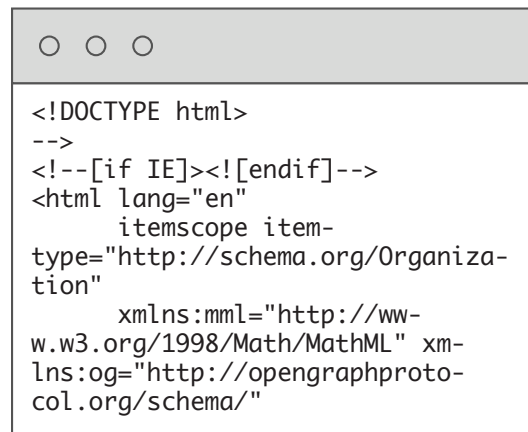 <!DOCTYPE html>
-->
<!--[if IE]><![endif]-->
<html lang="en"
      itemscope item-
type="http://schema.org/Organiza-
tion"
      xmlns:mml="http://ww-
w.w3.org/1998/Math/MathML" xm-
lns:og="http://opengraphproto-
col.org/schema/"